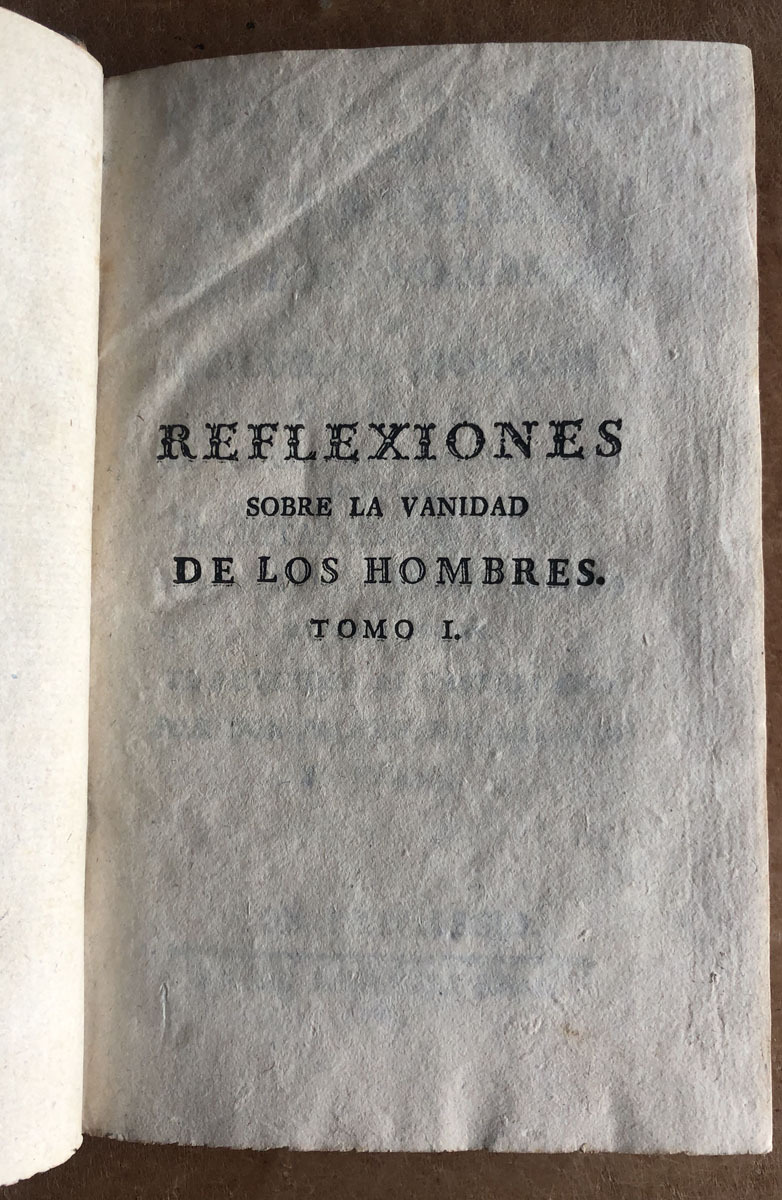 REFLEXIONES
SOBRE LA VANIDAD
DE LOS HOMBRES.
TOMO I.